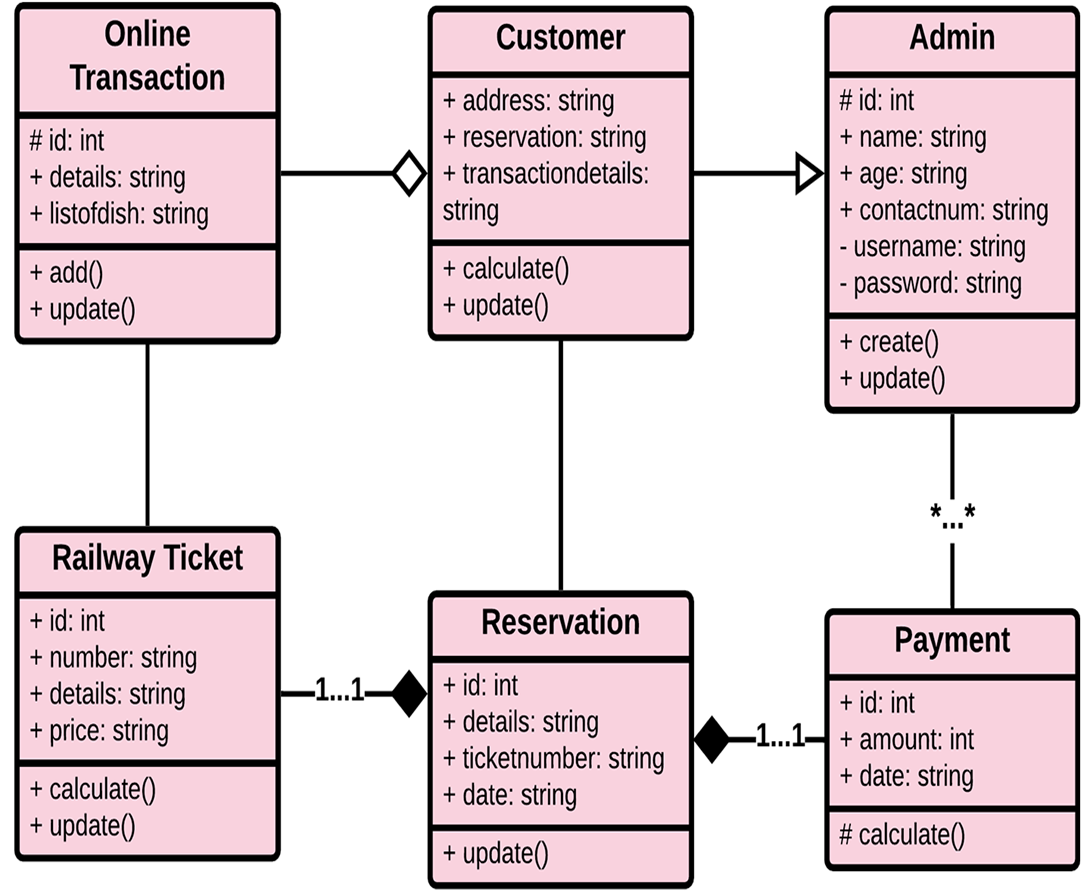 Online
Transaction
# id: int
+ details: string
+ listofdish: string
+ add()
+ update()
Customer
+ address: string
+ reservation: string
+ transactiondetails:
string
+ calculate()
+ update()
Admin
# id: int
+ name: string
+ age: string
+ contactnum: string
- username: string
- password: string
+ create()
+ update()
*...*
Railway Ticket
+ id: int
+ number: string
+ details: string
+ price: string
+ calculate()
+ update()
1...1
Reservation
+ id: int
+ details: string
+ ticketnumber: string
+ date: string
+ update()
1...1
Payment
+ id: int
+ amount: int
+ date: string
# calculate()